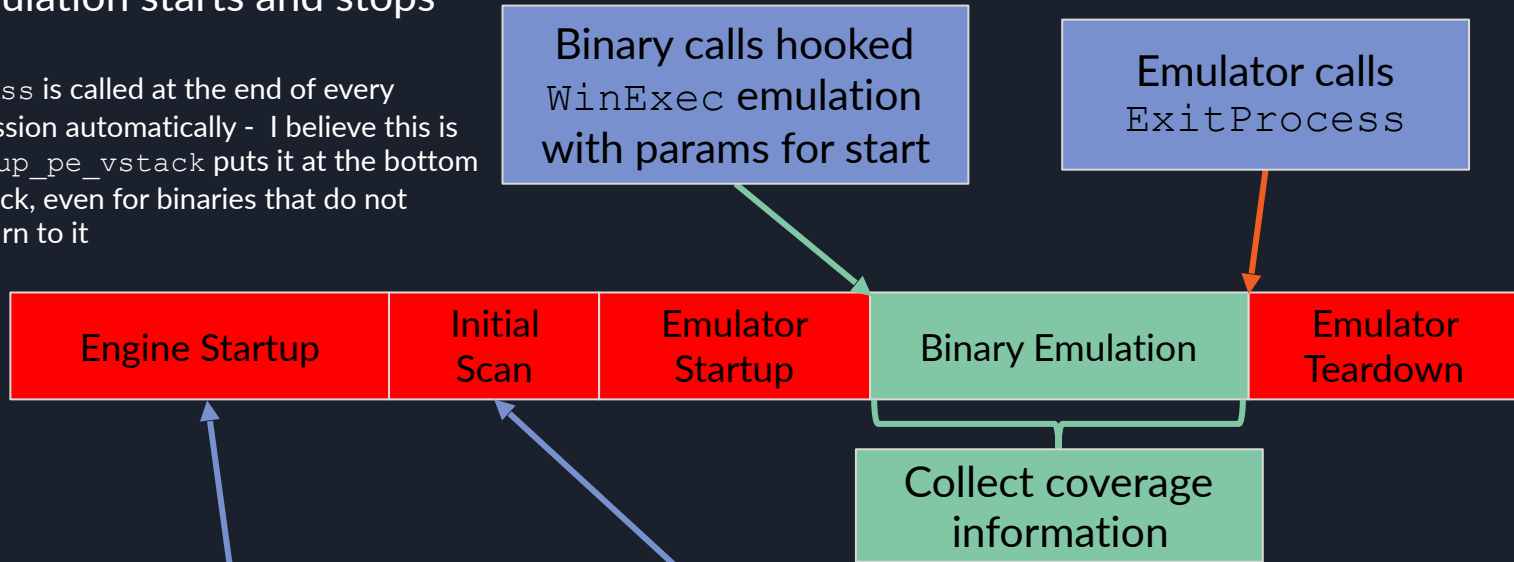 ulation starts and stops
ss is called at the end of every
ssion automatically - I believe this is
up_pe_vstack puts it at the bottom
ck, even for binaries that do not
rn to it
Binary calls hooked
WinExec emulation
with params for start
Emulator calls
ExitProcess
Engine Startup
Initial
Scan
Emulator
Startup
Binary Emulation
Emulator
Teardown
Collect coverage
information